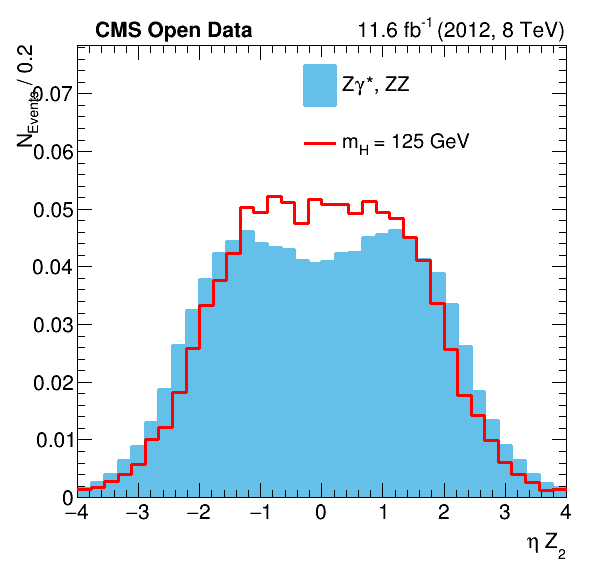 CMS Open Data 11.6 fb⁻¹ (2012, 8 TeV)
N_Events / 0.2
Zγ*, ZZ
m_H = 125 GeV
0.07
0.06
0.05
0.04
0.03
0.02
0.01
0
−4 −3 −2 −1 0 1 2 3 4
η Z₂